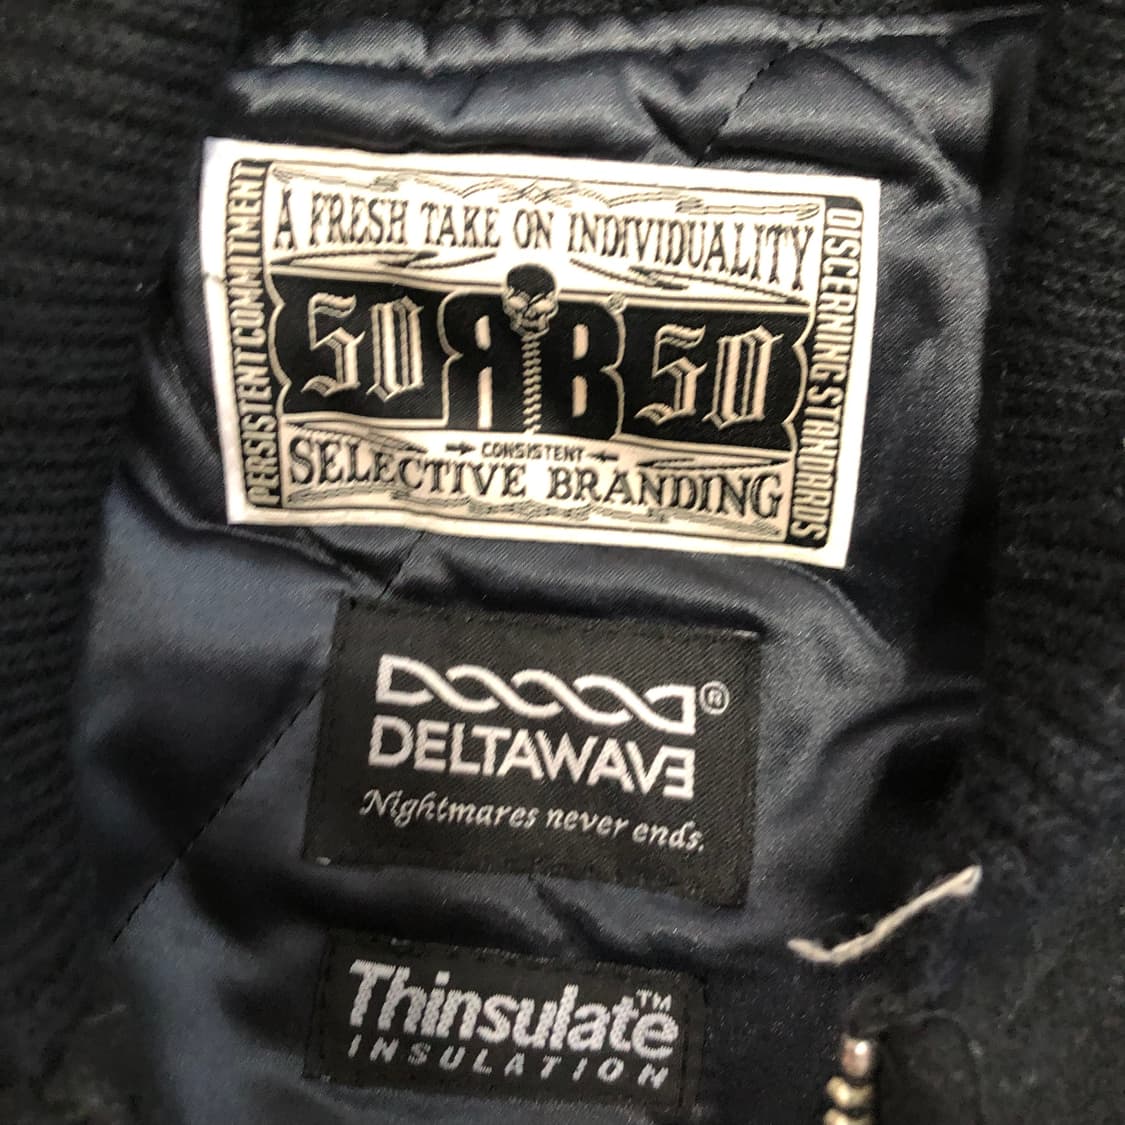 A FRESH TAKE ON INDIVIDUALITY
PERSISTENT COMMITMENT
50 RB® 50
DISCERNING STANDARDS
CONSISTENT
SELECTIVE BRANDING
DELTAWAVE®
Nightmares never ends.
Thinsulate™
INSULATION